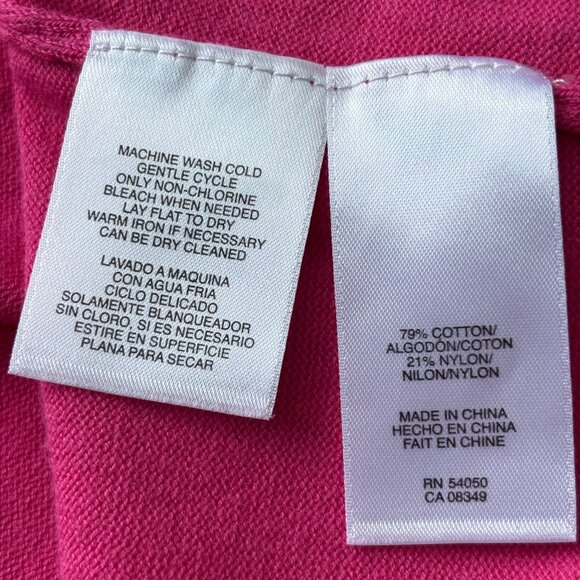 MACHINE WASH COLD
GENTLE CYCLE
ONLY NON-CHLORINE
BLEACH WHEN NEEDED
LAY FLAT TO DRY
WARM IRON IF NECESSARY
CAN BE DRY CLEANED
LAVADO A MAQUINA
CON AGUA FRIA
CICLO DELICADO
SOLAMENTE BLANQUEADOR
SIN CLORO, SI ES NECESARIO
ESTIRE EN SUPERFICIE
PLANA PARA SECAR
79% COTTON/
ALGODÓN/COTON
21% NYLON/
NILON/NYLON
MADE IN CHINA
HECHO EN CHINA
FAIT EN CHINE
RN 54050
CA 08349